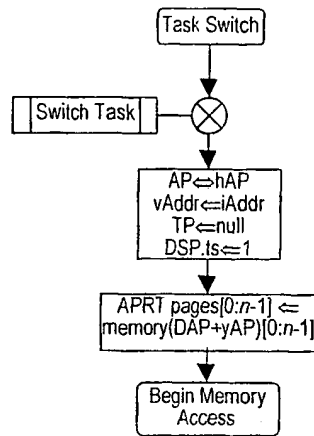 Task Switch
Switch Task
AP⇔hAP
vAddr⇐iAddr
TP⇐null
DSP.ts⇐1
APRT pages[0:n-1] ⇐
memory(DAP+yAP)[0:n-1]
Begin Memory
Access